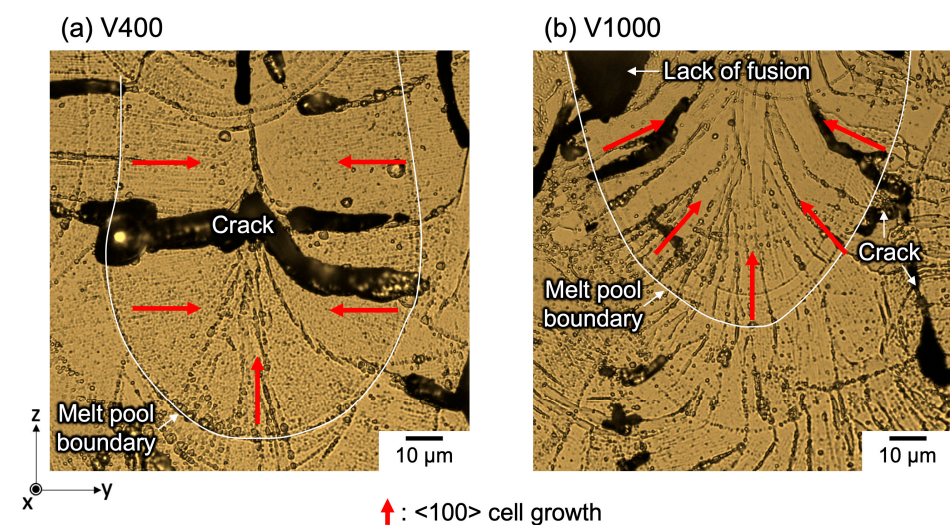 (a) V400
(b) V1000
Lack of fusion
Crack
Crack
Melt pool
boundary
Melt pool
boundary
10 µm
10 µm
z
x
y
: <100> cell growth